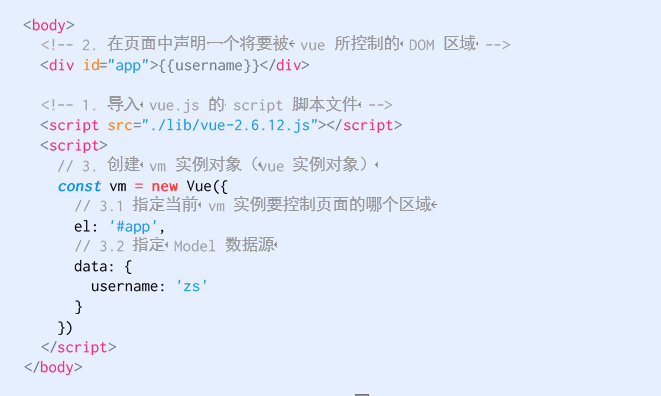 <body>
<!-- 2. 在页面中声明一个将要被 vue 所控制的 DOM 区域 -->
<div id="app">{{username}}</div>
<!-- 1. 导入 vue.js 的 script 脚本文件 -->
<script src="./lib/vue-2.6.12.js"></script>
<script>
// 3. 创建 vm 实例对象（vue 实例对象）
const vm = new Vue({
// 3.1 指定当前 vm 实例要控制页面的哪个区域
el: '#app',
// 3.2 指定 Model 数据源
data: {
username: 'zs'
}
})
</script>
</body>